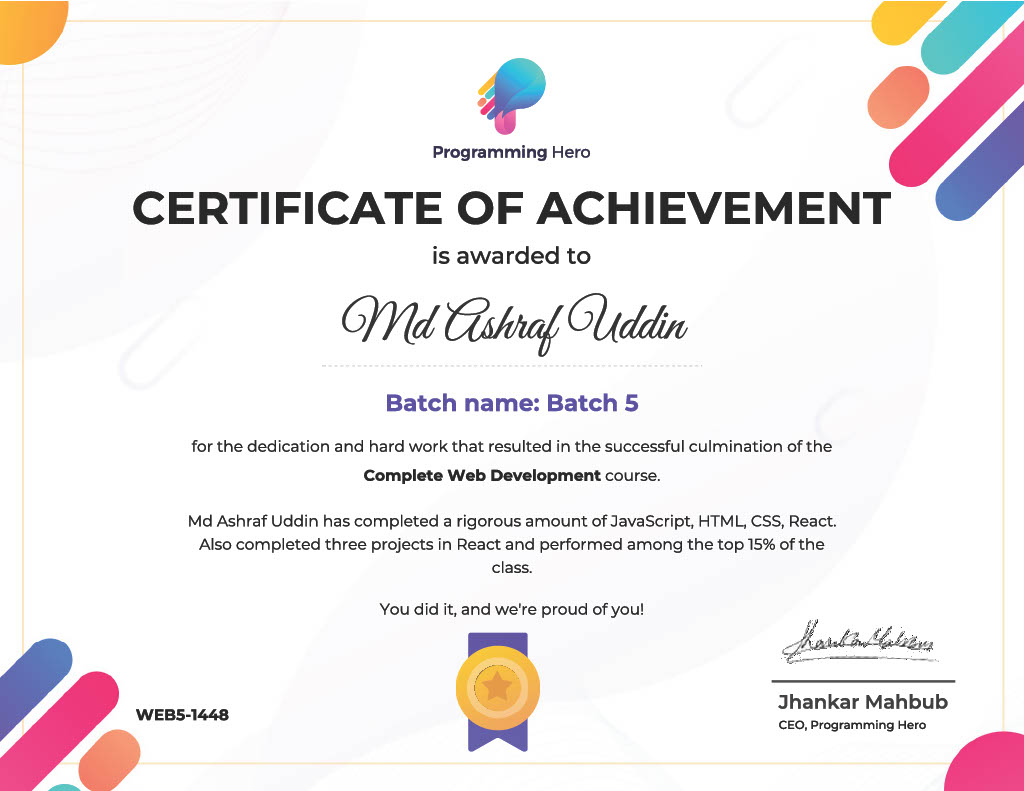 Programming Hero
CERTIFICATE OF ACHIEVEMENT
is awarded to
Md Ashraf Uddin
Batch name: Batch 5
for the dedication and hard work that resulted in the successful culmination of the
Complete Web Development course.
Md Ashraf Uddin has completed a rigorous amount of JavaScript, HTML, CSS, React.
Also completed three projects in React and performed among the top 15% of the
class.
You did it, and we're proud of you!
WEB5-1448
Jhankar Mahbub
Jhankar Mahbub
CEO, Programming Hero